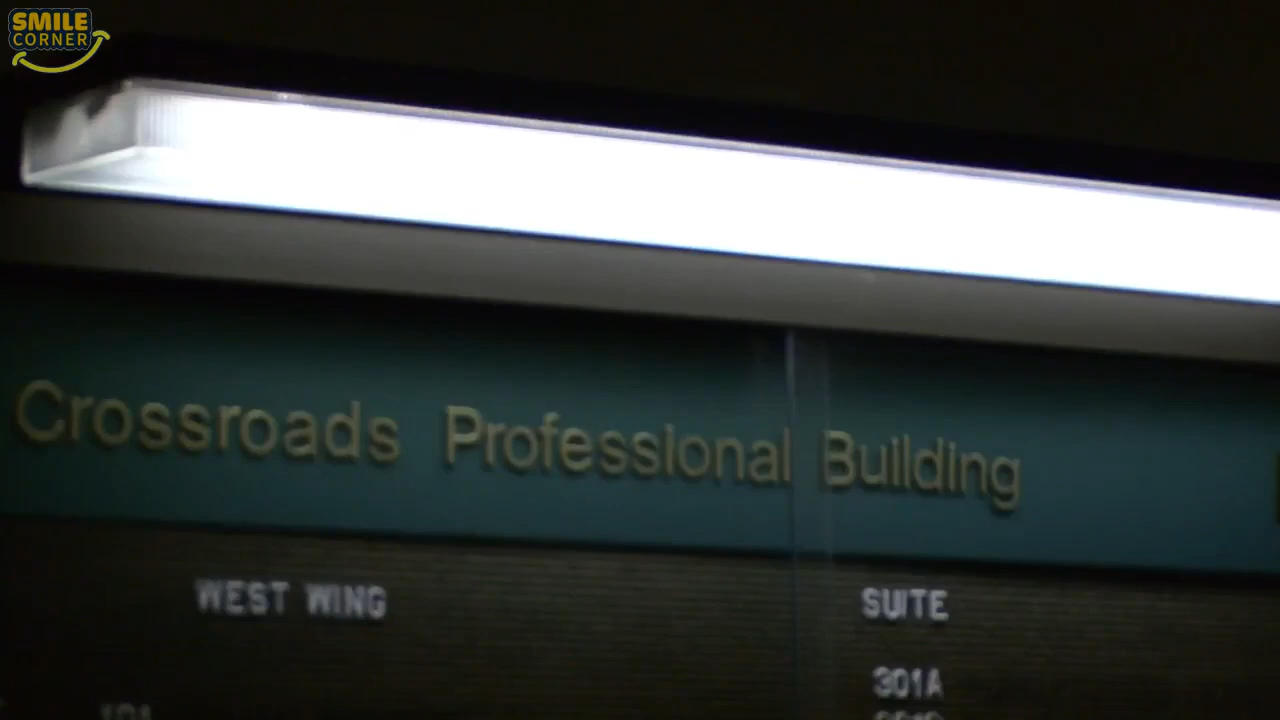 SMILE
CORNER
Crossroads Professional Building
WEST WING SUITE
301A